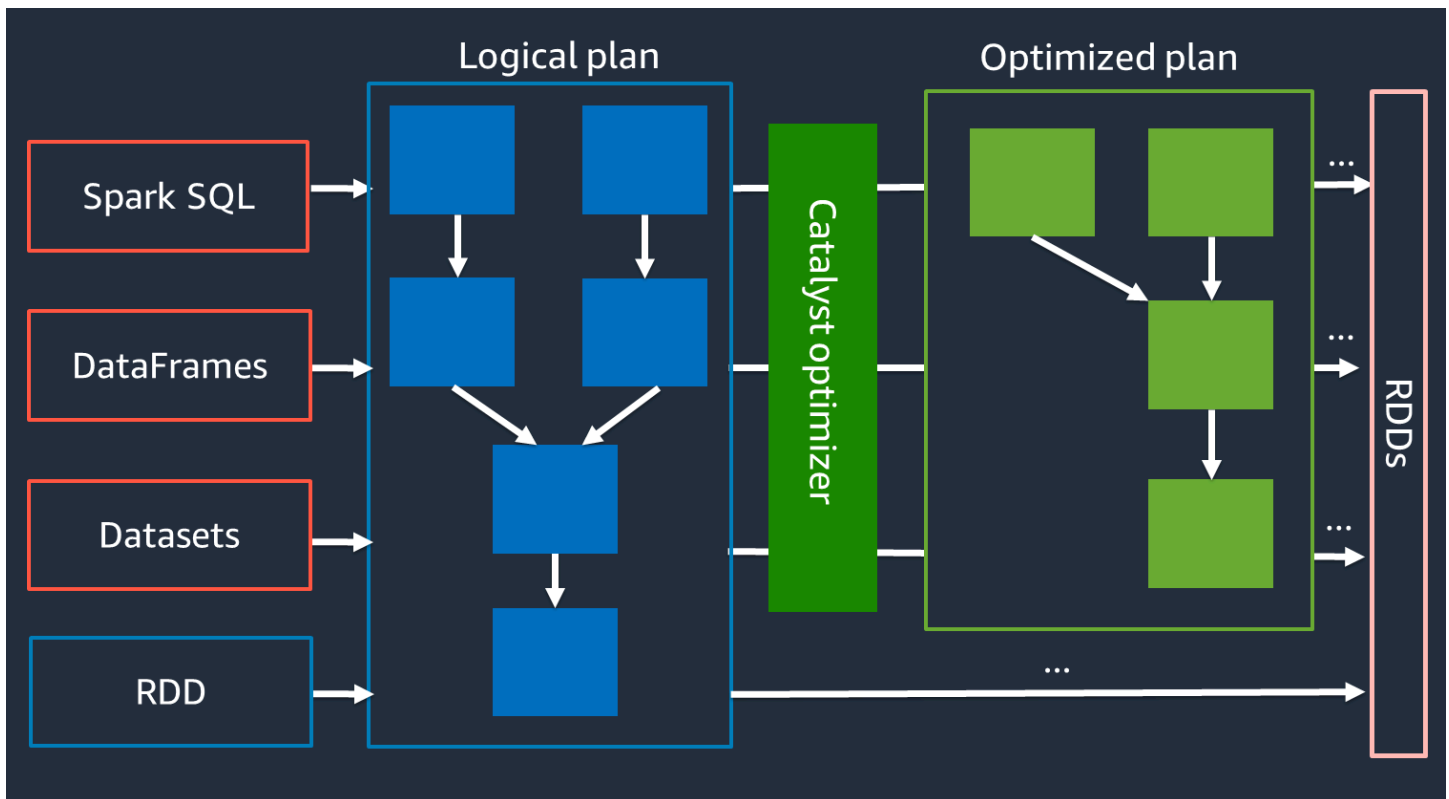 Logical plan
Optimized plan
Spark SQL
DataFrames
Datasets
RDD
Catalyst optimizer
...
...
...
...
RDDs